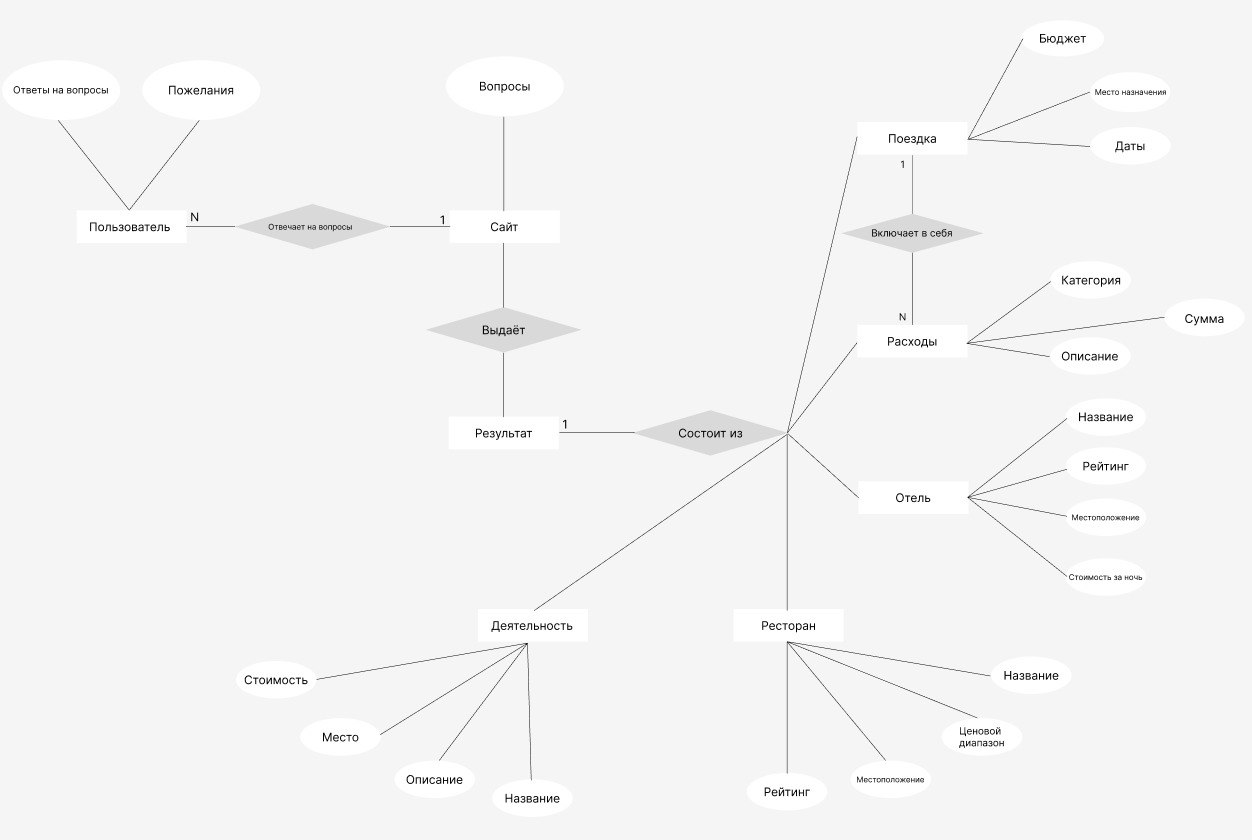 Бюджет
Ответы на вопросы
Пожелания
Вопросы
Место назначения
Поездка
Даты
1
N
1
Пользователь
Отвечает на вопросы
Сайт
Включает в себя
Категория
N
Сумма
Выдаёт
Расходы
Описание
Название
1
Результат
Состоит из
Рейтинг
Отель
Местоположение
Стоимость за ночь
Деятельность
Ресторан
Стоимость
Название
Место
Ценовой
диапазон
Описание
Местоположение
Рейтинг
Название